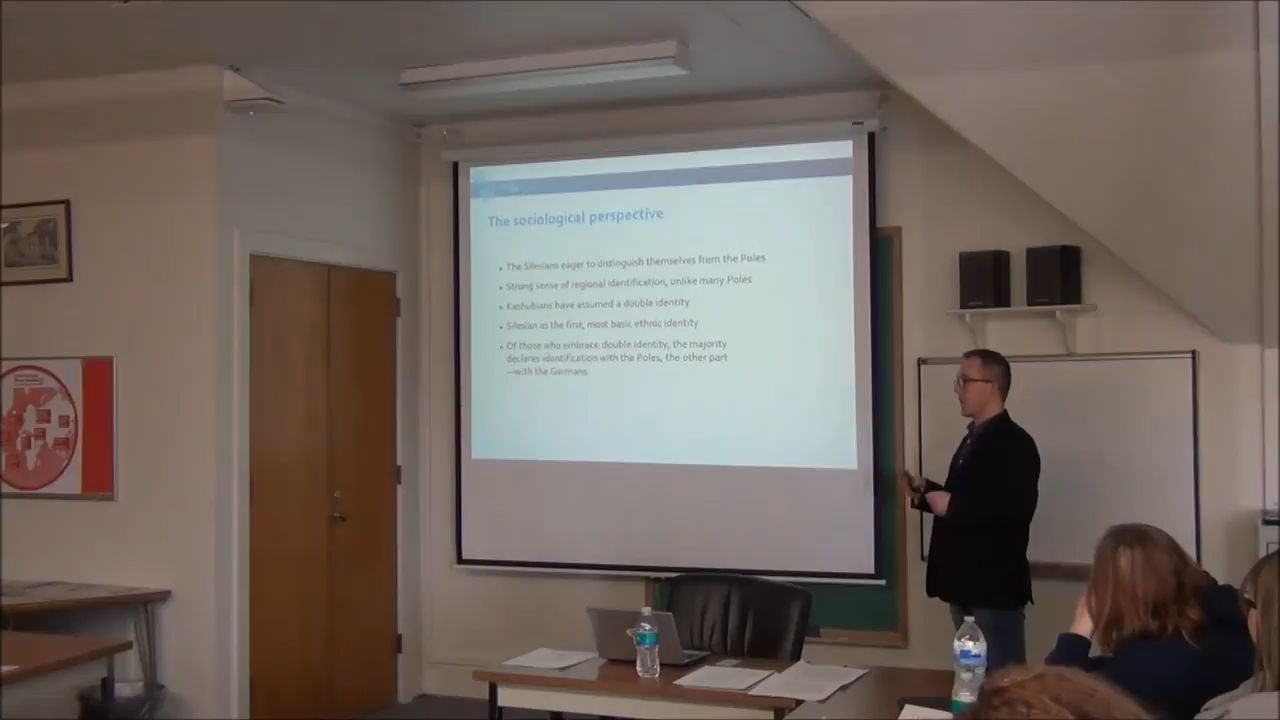 The sociological perspective
• The Silesians eager to distinguish themselves from the Poles
• Strong sense of regional identification, unlike many Poles
• Kashubians have assumed a double identity
• Silesian as the first, most basic ethnic identity
• Of those who embrace double identity, the majority
declares identification with the Poles, the other part
—with the Germans